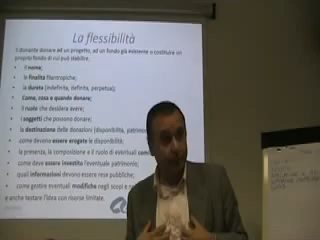 La flessibilità
Il donante donare ad un progetto, ad un fondo già esistente o costituire un
proprio fondo di cui può stabilire.
• Il nome;
• le finalità filantropiche;
• la durata (indefinita, definita, perpetua);
• Come, cosa e quando donare;
• il ruolo che desidera avere;
• i soggetti che possono donare;
• la destinazione delle donazioni (disponibilità, patrimonio
• come devono essere erogate le disponibilità;
• la presenza, la composizione e il ruolo di eventuali
• come deve essere investito l'eventuale patrimonio;
• quali informazioni devono essere rese pubbliche;
• come gestire eventuali modifiche negli scopi e
e anche testare l'idea con risorse limitate.